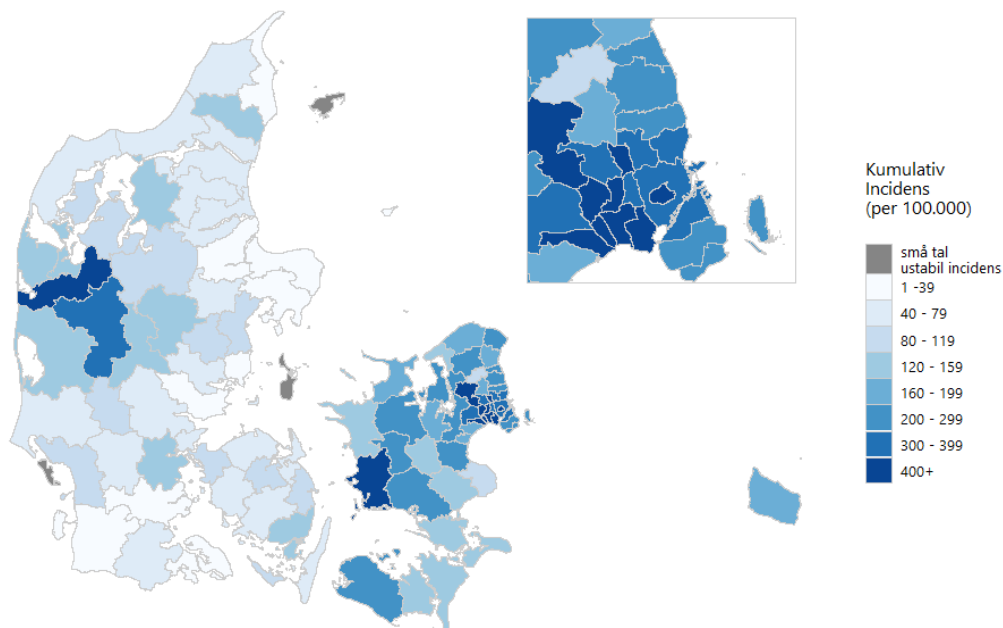 Kumulativ
Incidens
(per 100.000)
små tal
ustabil incidens
1 -39
40 - 79
80 - 119
120 - 159
160 - 199
200 - 299
300 - 399
400+